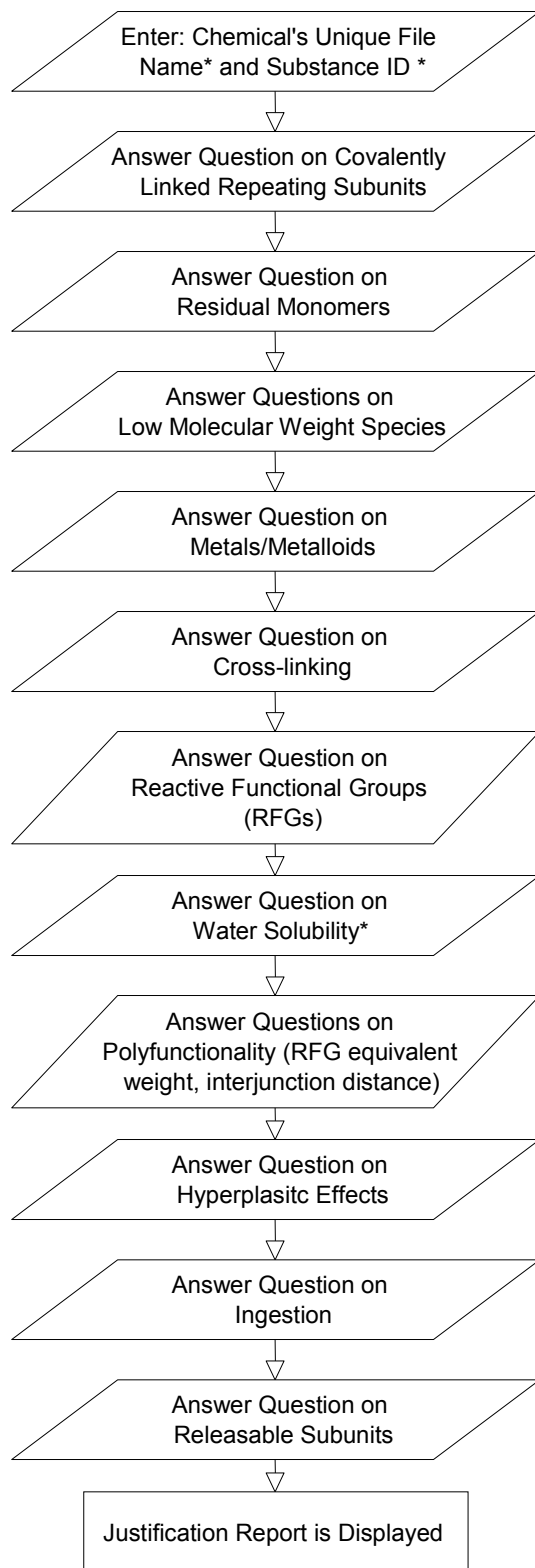 Enter: Chemical's Unique File
Name* and Substance ID *
Answer Question on Covalently
Linked Repeating Subunits
Answer Question on
Residual Monomers
Answer Questions on
Low Molecular Weight Species
Answer Question on
Metals/Metalloids
Answer Question on
Cross-linking
Answer Question on
Reactive Functional Groups
(RFGs)
Answer Question on
Water Solubility*
Answer Questions on
Polyfunctionality (RFG equivalent
weight, interjunction distance)
Answer Question on
Hyperplasitc Effects
Answer Question on
Ingestion
Answer Question on
Releasable Subunits
Justification Report is Displayed